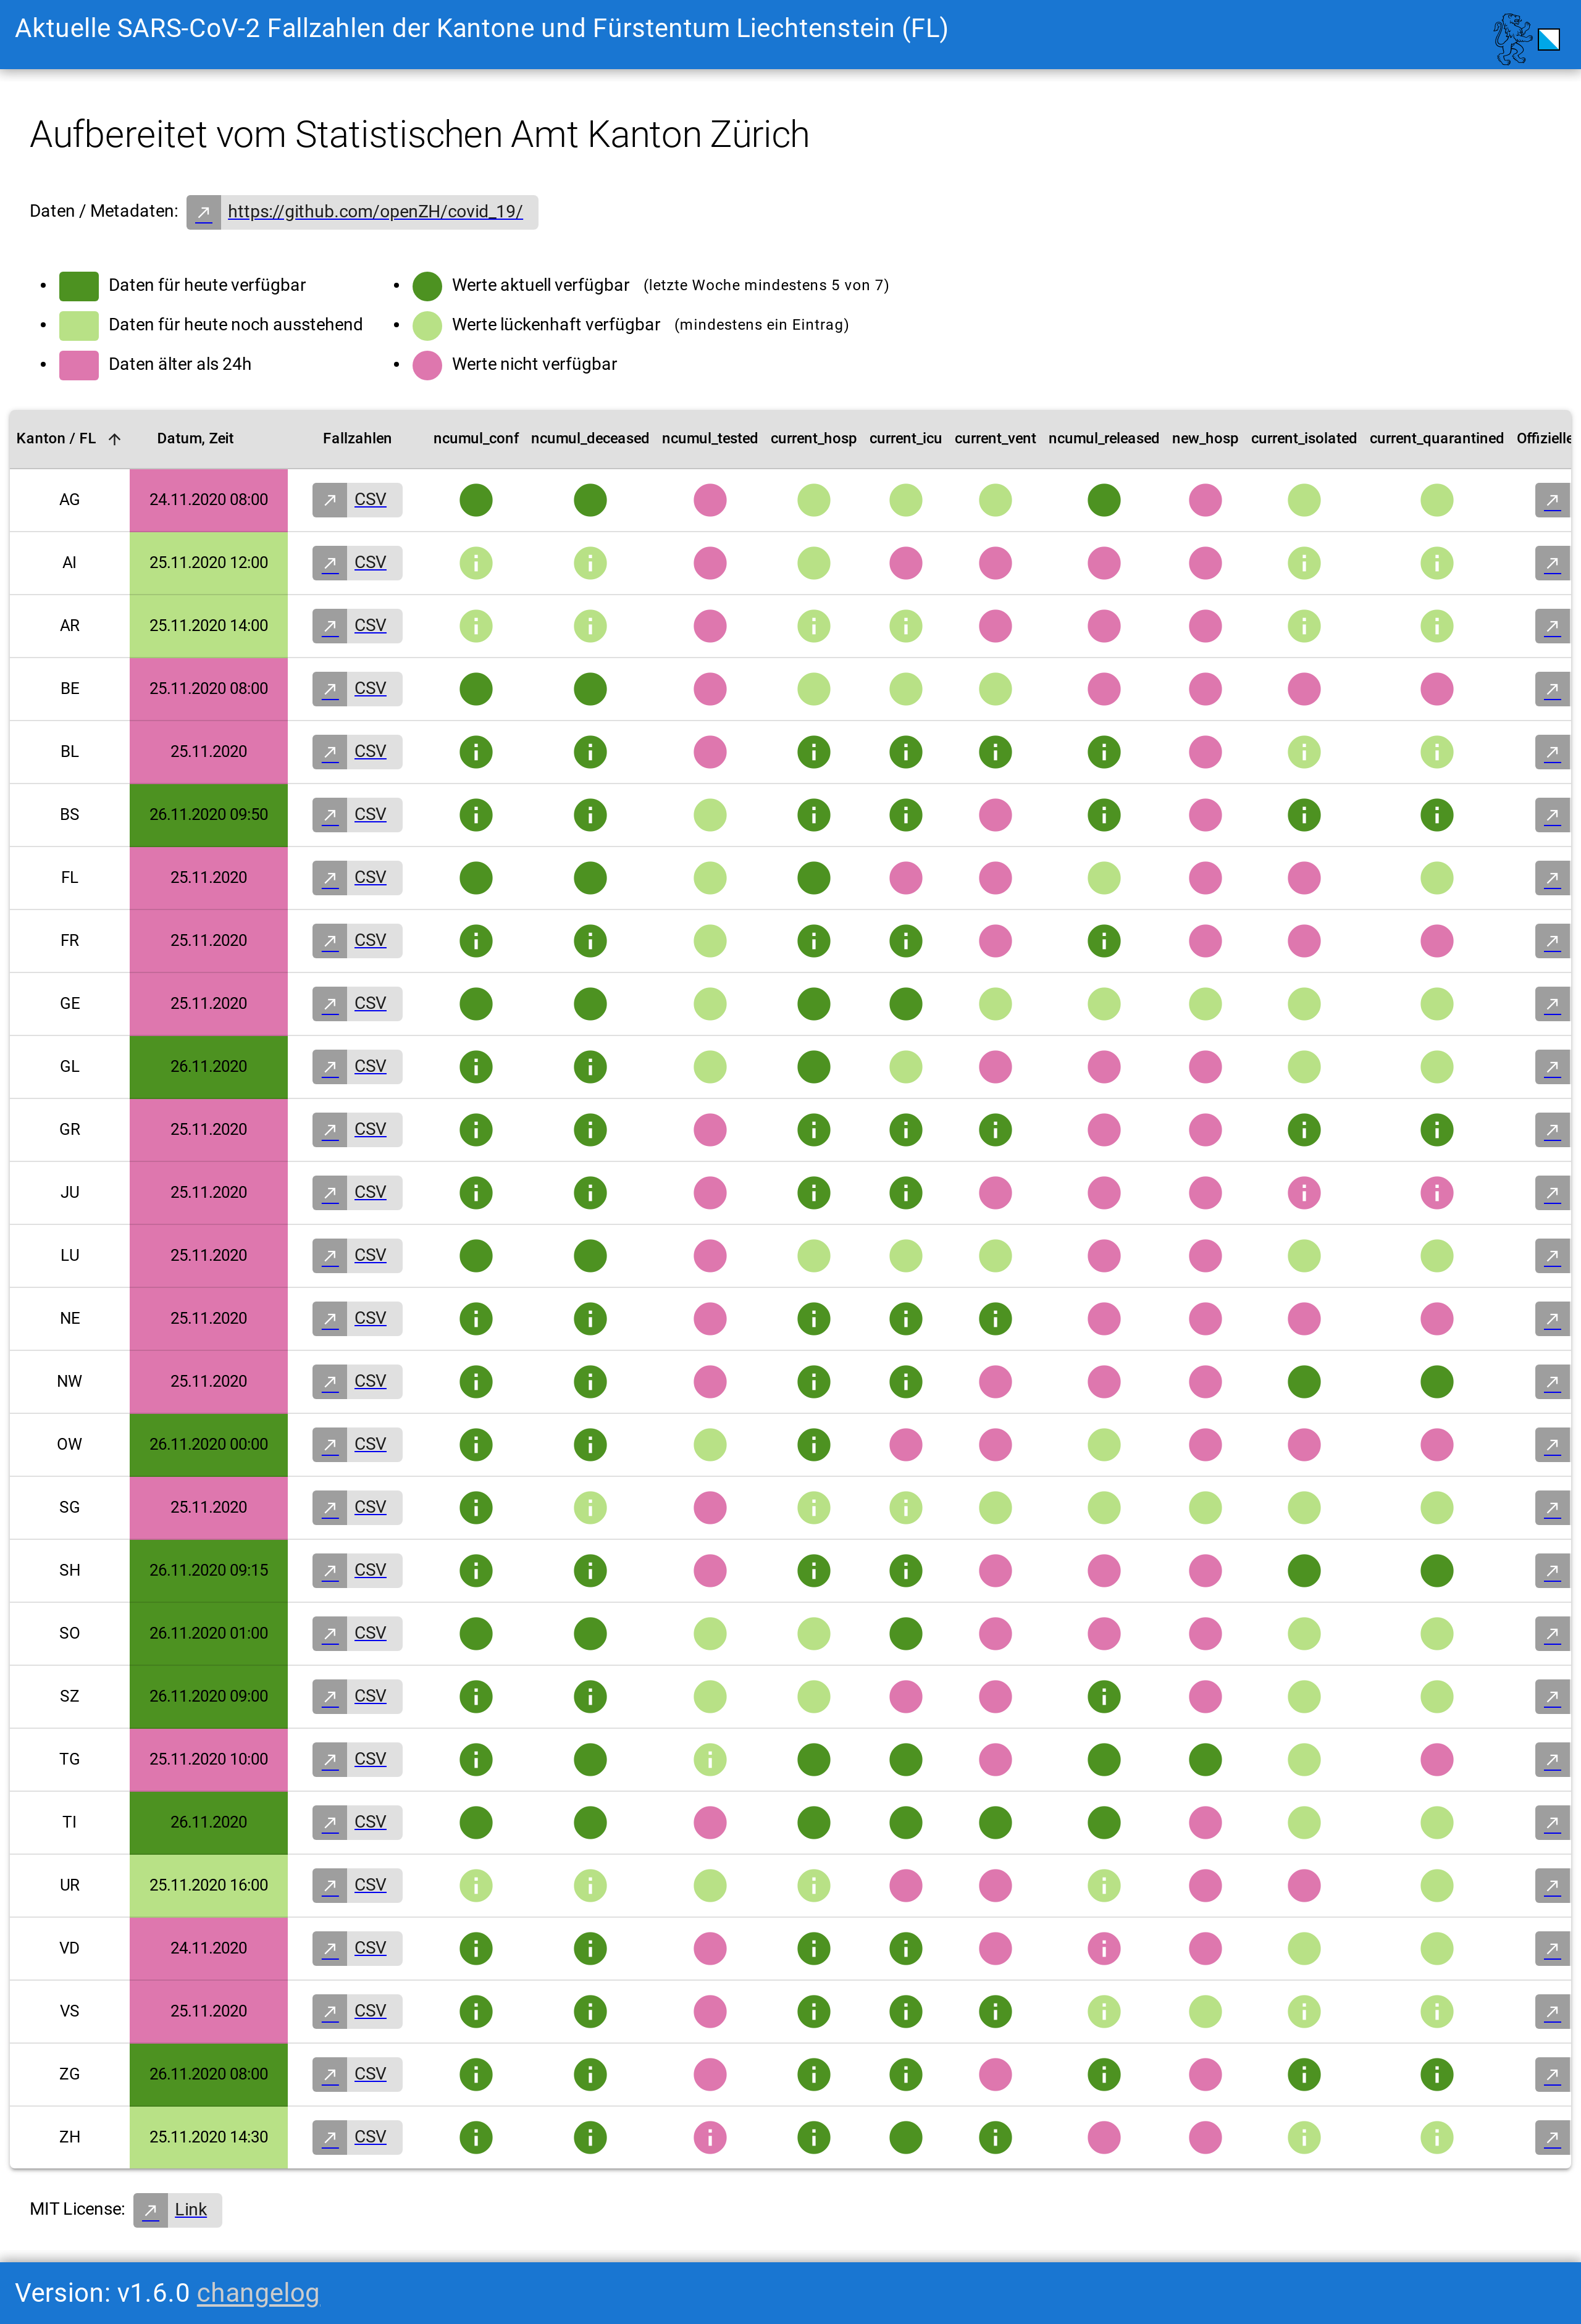 Aktuelle SARS-CoV-2 Fallzahlen der Kantone und Fürstentum Liechtenstein (FL)
Aufbereitet vom Statistischen Amt Kanton Zürich
Daten / Metadaten: https://github.com/openZH/covid_19/
Daten für heute verfügbar
Daten für heute noch ausstehend
Daten älter als 24h
Werte aktuell verfügbar (letzte Woche mindestens 5 von 7)
Werte lückenhaft verfügbar (mindestens ein Eintrag)
Werte nicht verfügbar
Kanton / FL Datum, Zeit Fallzahlen ncumul_conf ncumul_deceased ncumul_tested current_hosp current_icu current_vent ncumul_released new_hosp current_isolated current_quarantined Offizielle
AG 24.11.2020 08:00 CSV
AI 25.11.2020 12:00 CSV
AR 25.11.2020 14:00 CSV
BE 25.11.2020 08:00 CSV
BL 25.11.2020 CSV
BS 26.11.2020 09:50 CSV
FL 25.11.2020 CSV
FR 25.11.2020 CSV
GE 25.11.2020 CSV
GL 26.11.2020 CSV
GR 25.11.2020 CSV
JU 25.11.2020 CSV
LU 25.11.2020 CSV
NE 25.11.2020 CSV
NW 25.11.2020 CSV
OW 26.11.2020 00:00 CSV
SG 25.11.2020 CSV
SH 26.11.2020 09:15 CSV
SO 26.11.2020 01:00 CSV
SZ 26.11.2020 09:00 CSV
TG 25.11.2020 10:00 CSV
TI 26.11.2020 CSV
UR 25.11.2020 16:00 CSV
VD 24.11.2020 CSV
VS 25.11.2020 CSV
ZG 26.11.2020 08:00 CSV
ZH 25.11.2020 14:30 CSV
MIT License: Link
Version: v1.6.0 changelog